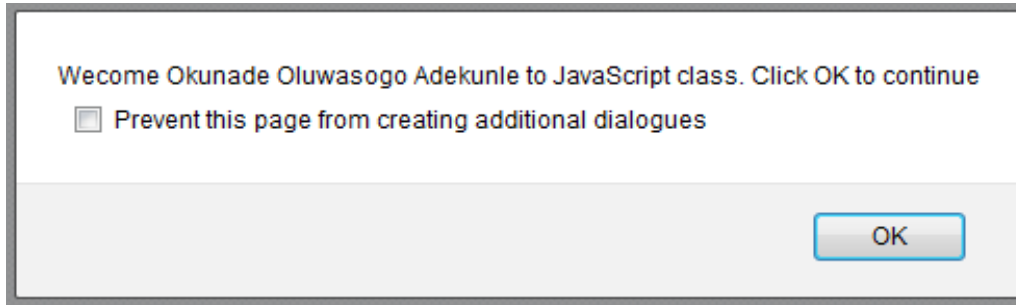 Wecome Okunade Oluwasogo Adekunle to JavaScript class. Click OK to continue
Prevent this page from creating additional dialogues
OK